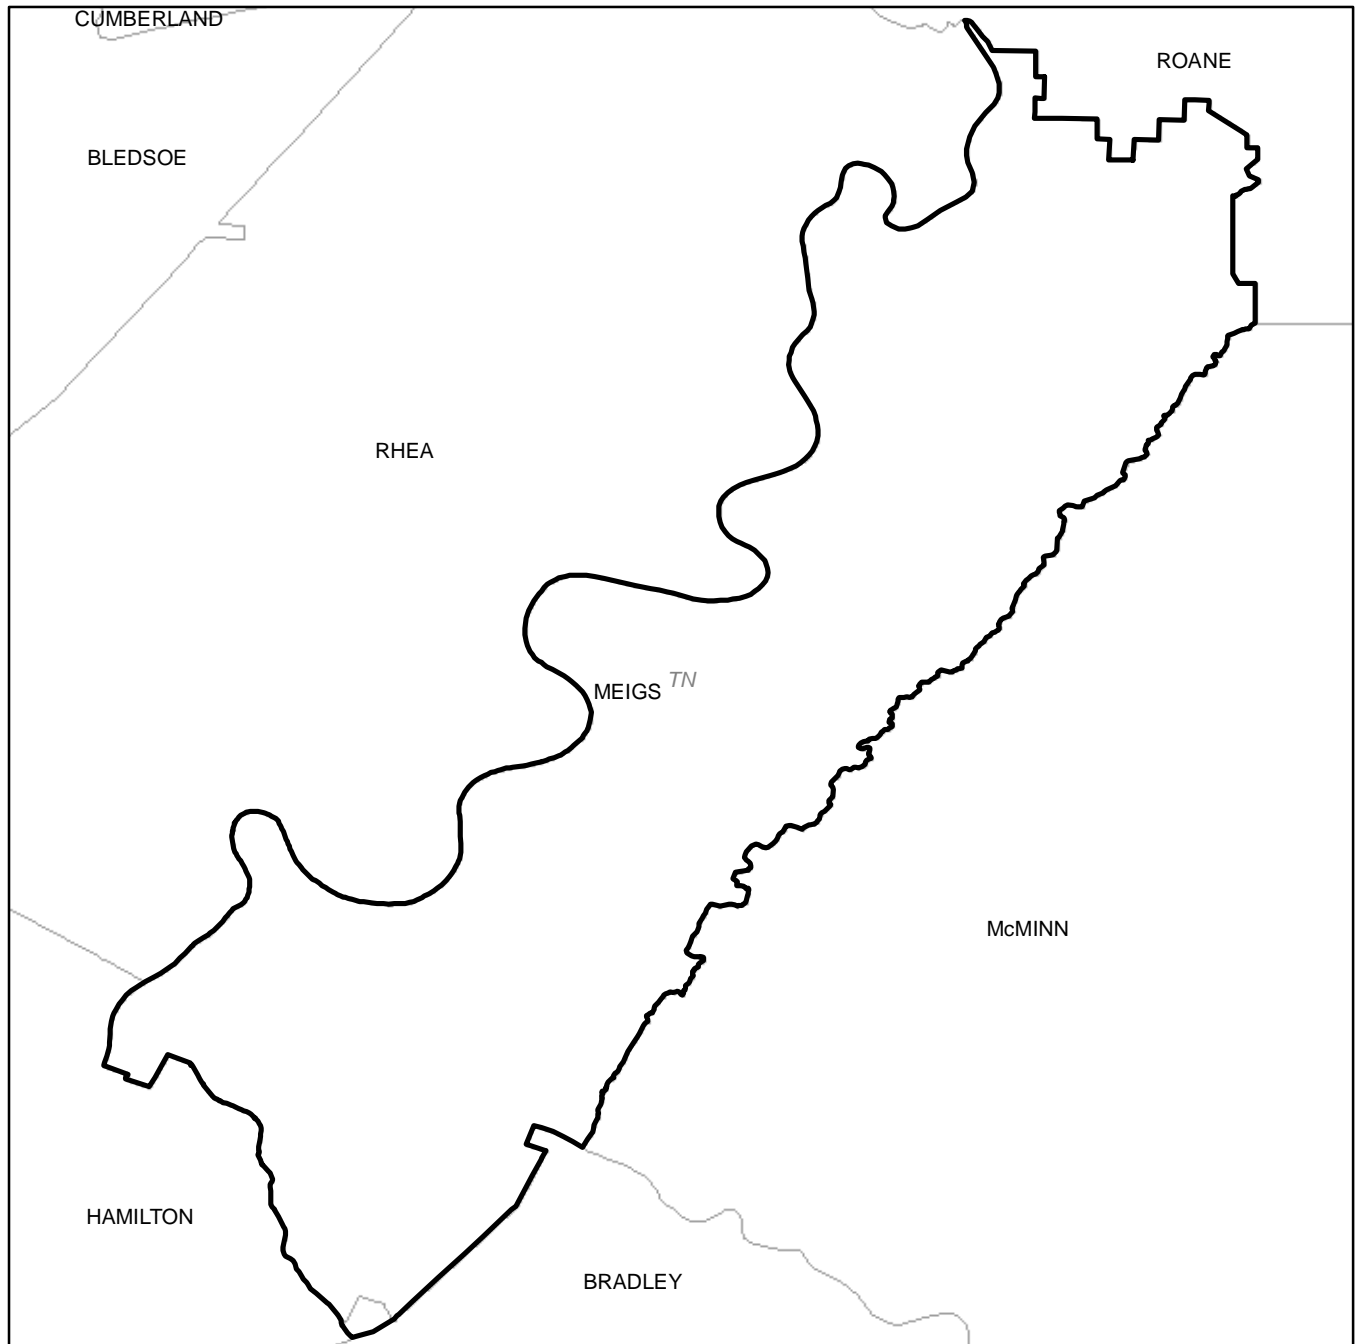 CUMBERLAND
ROANE
BLEDSOE
RHEA
MEIGS TN
McMINN
HAMILTON
BRADLEY